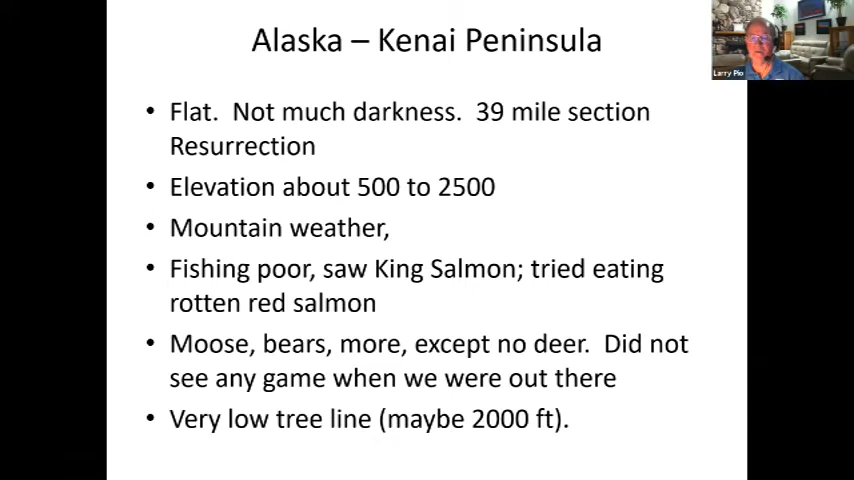 Alaska – Kenai Peninsula
Larry Pio
• Flat.  Not much darkness.  39 mile section
Resurrection
• Elevation about 500 to 2500
• Mountain weather,
• Fishing poor, saw King Salmon; tried eating
rotten red salmon
• Moose, bears, more, except no deer.  Did not
see any game when we were out there
• Very low tree line (maybe 2000 ft).